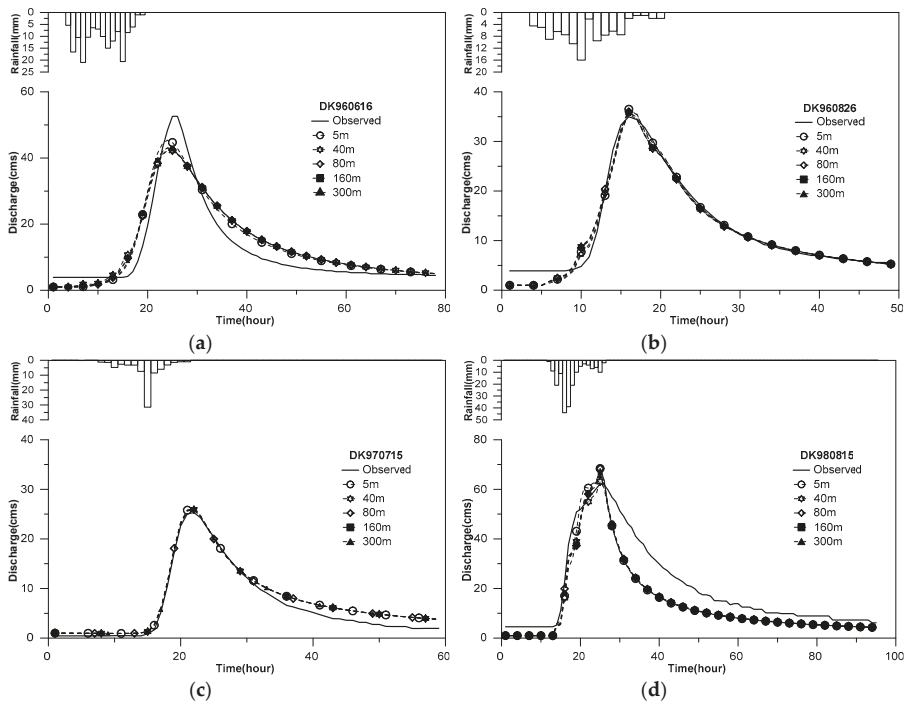 Rainfall(mm)
0
5
10
15
20
25
DK960616
Observed
5m
40m
80m
160m
300m
Discharge(cms)
60
40
20
0
0 20 40 60 80
Time(hour)
(a)
Rainfall(mm)
0
4
8
12
16
20
DK960826
Observed
5m
40m
80m
160m
300m
Discharge(cms)
40
30
20
10
0
0 10 20 30 40 50
Time(hour)
(b)
Rainfall(mm)
0
10
20
30
40
DK970715
Observed
5m
40m
80m
160m
300m
Discharge(cms)
40
30
20
10
0
0 20 40 60
Time(hour)
(c)
Rainfall(mm)
0
10
20
30
40
50
DK980815
Observed
5m
40m
80m
160m
300m
Discharge(cms)
80
60
40
20
0
0 20 40 60 80 100
Time(hour)
(d)